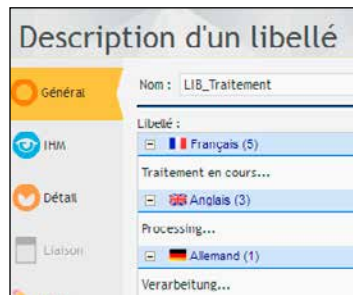 Description d'un libellé
Général
Nom : LIB_Traitement
Libellé :
Français (5)
IHM
Traitement en cours...
Anglais (3)
Détail
Processing...
Liaison
Allemand (1)
Verarbeitung...